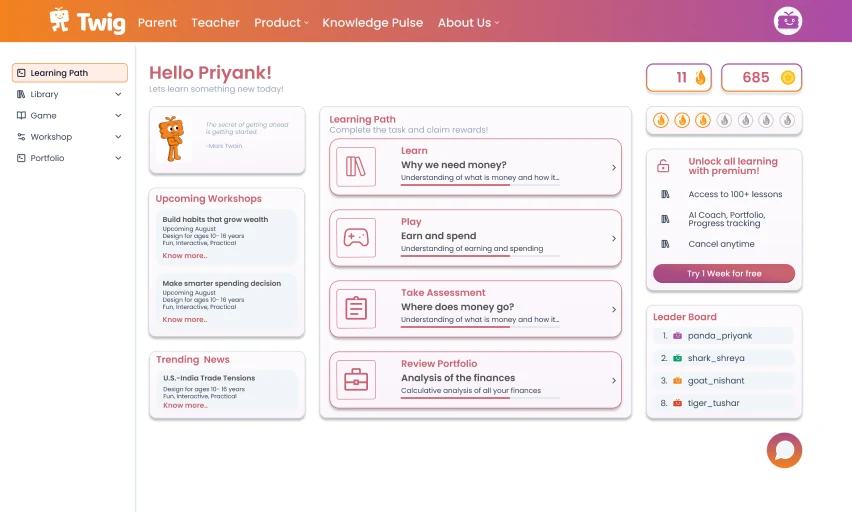 Twig
Parent
Teacher
Product
Knowledge Pulse
About Us
Learning Path
Library
Game
Workshop
Portfolio
Hello Priyank!
Lets learn something new today!
11
685
The secret of getting ahead
is getting started
-Mark Twain
Upcoming Workshops
Build habits that grow wealth
Upcoming August
Design for ages 10- 16 years
Fun, Interactive, Practical
Know more..
Make smarter spending decision
Upcoming August
Design for ages 10- 16 years
Fun, Interactive, Practical
Know more..
Trending News
U.S.-India Trade Tensions
Design for ages 10- 16 years
Fun, Interactive, Practical
Know more..
Learning Path
Complete the task and claim rewards!
Learn
Why we need money?
Understanding of what is money and how it...
Play
Earn and spend
Understanding of earning and spending
Take Assessment
Where does money go?
Understanding of what is money and how it...
Review Portfolio
Analysis of the finances
Calculative analysis of all your finances
Unlock all learning
with premium!
Access to 100+ lessons
AI Coach, Portfolio,
Progress tracking
Cancel anytime
Try 1 Week for free
Leader Board
1. panda_priyank
2. shark_shreya
3. goat_nishant
8. tiger_tushar